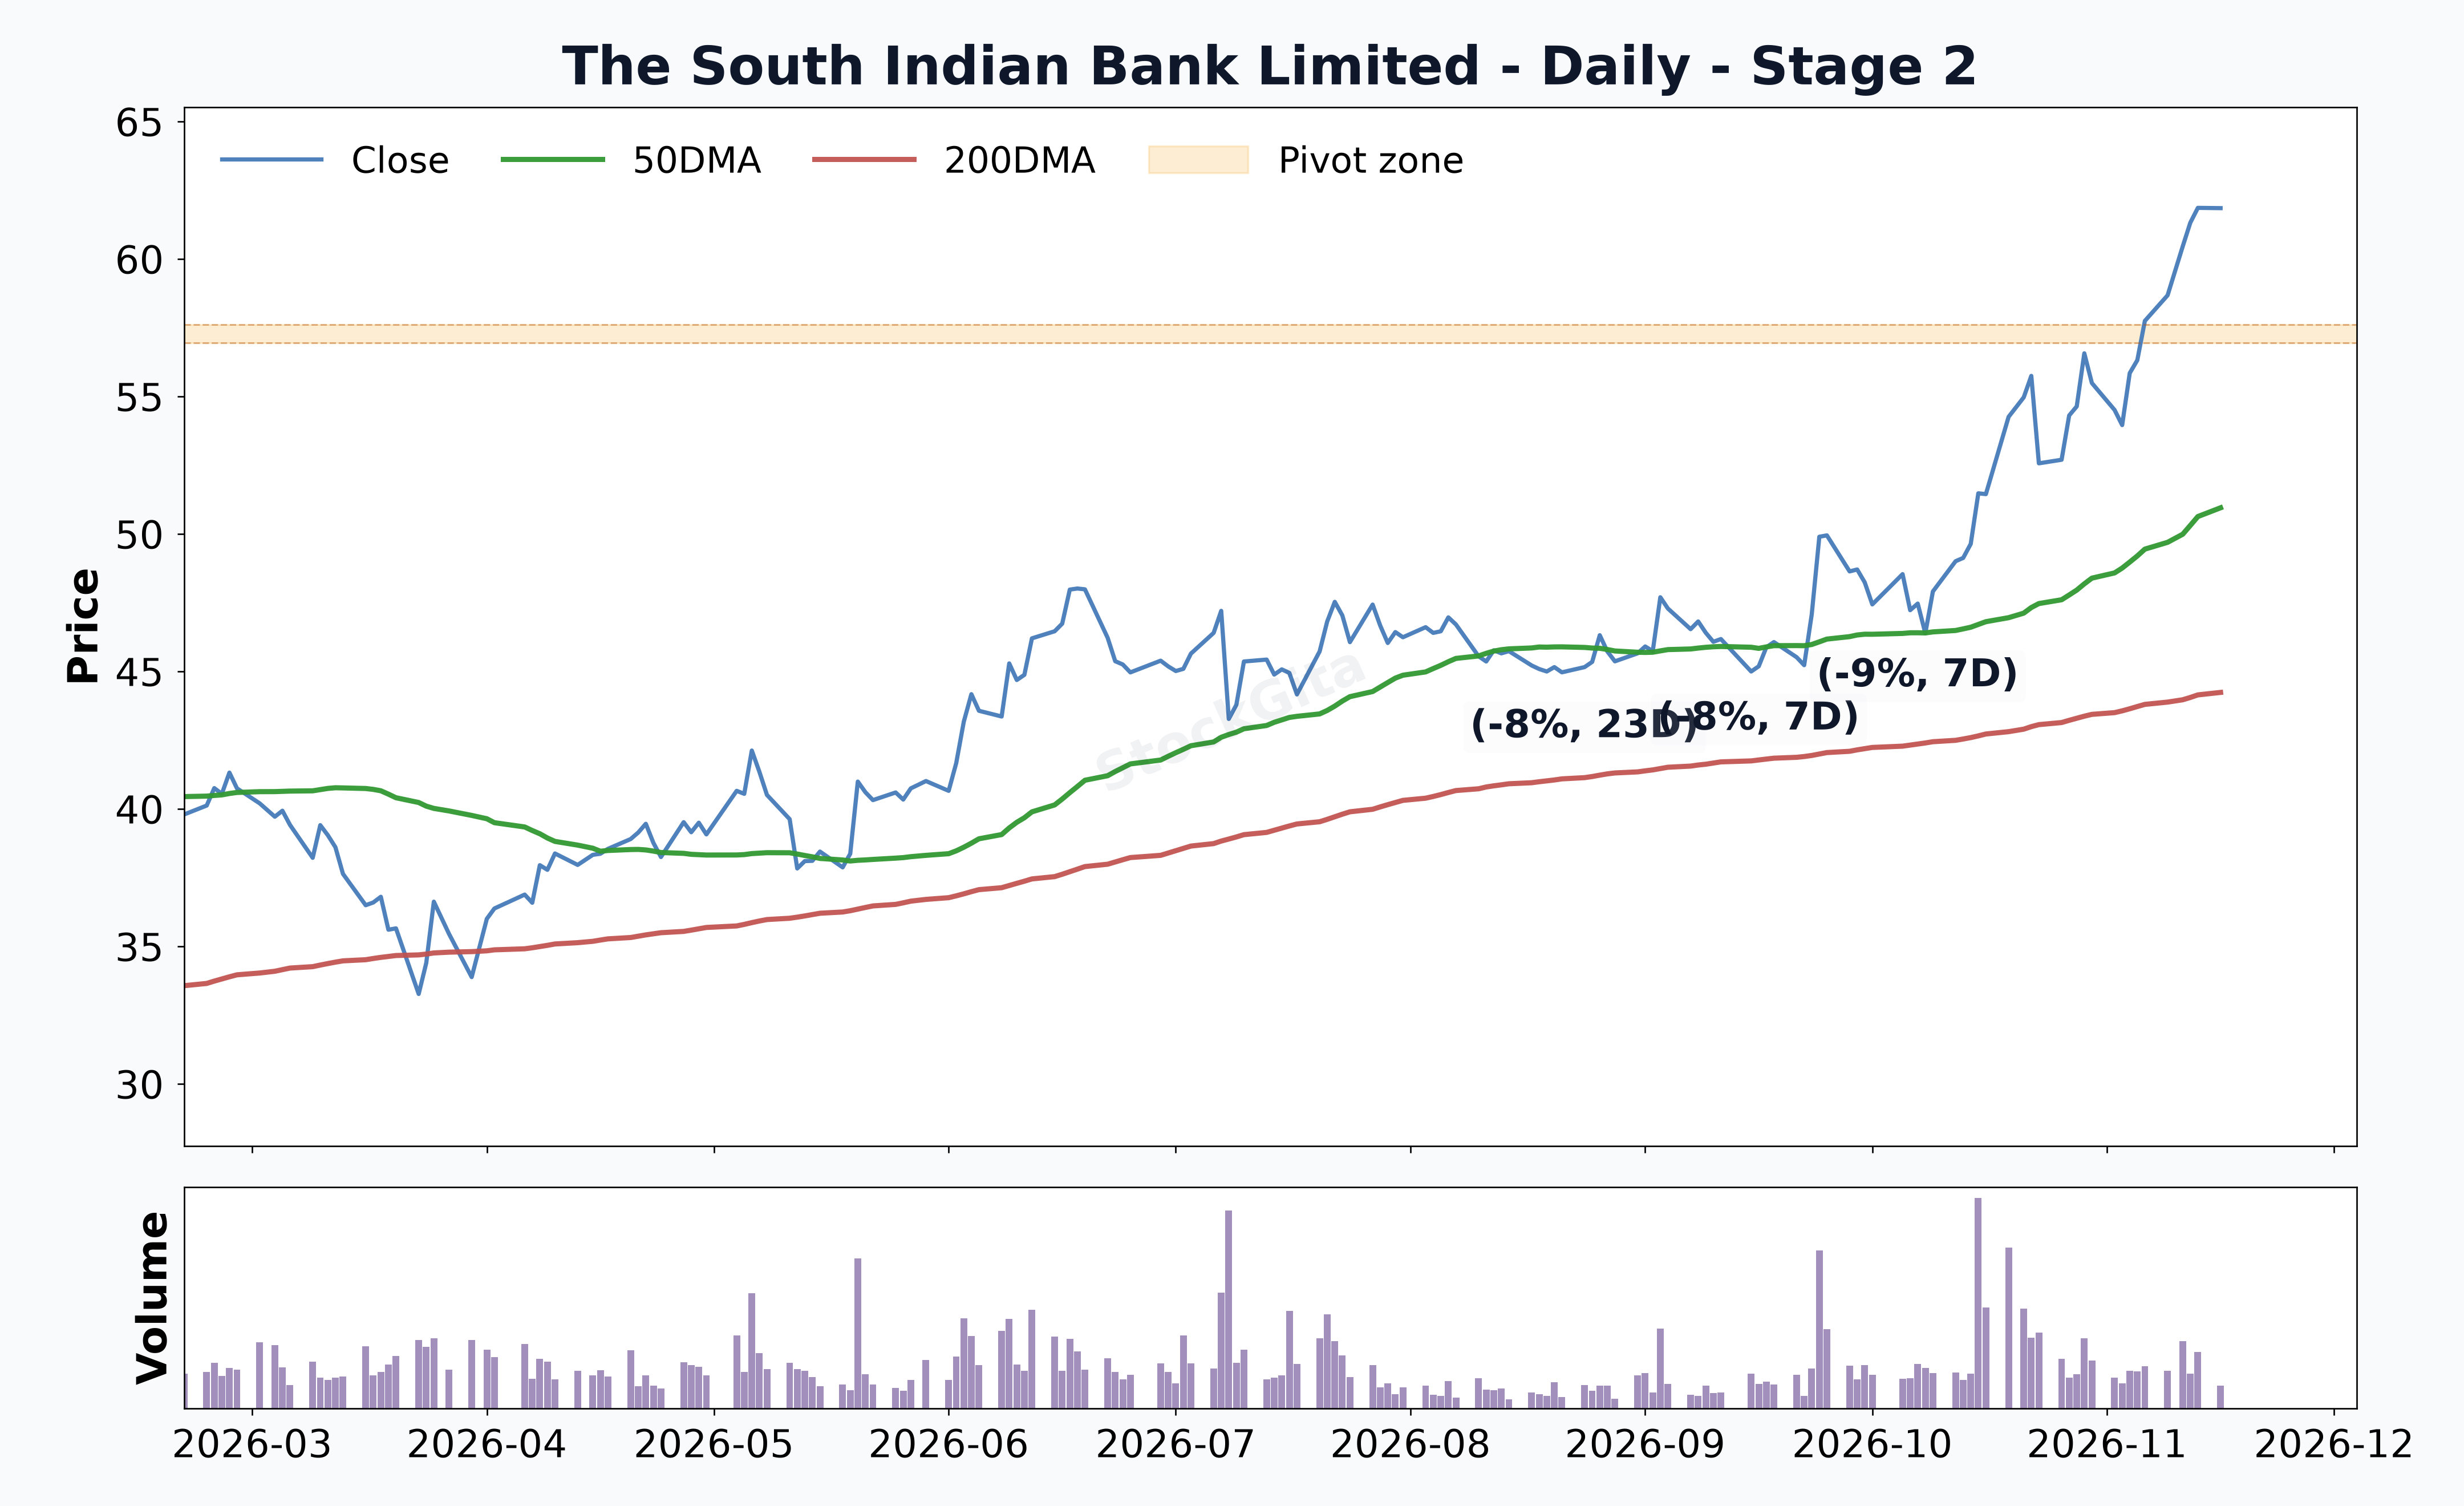 The South Indian Bank Limited - Daily - Stage 2
Close 50DMA 200DMA Pivot zone
65
60
55
50
45
40
35
30
Price
StockGita
(-9%, 7D)
(-8%, 23D)
(-8%, 7D)
Volume
2026-03 2026-04 2026-05 2026-06 2026-07 2026-08 2026-09 2026-10 2026-11 2026-12